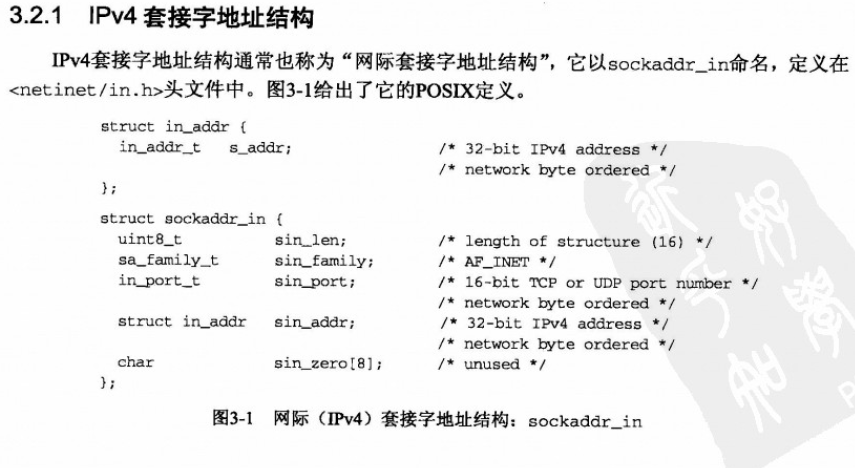 3.2.1 IPv4 套接字地址结构
IPv4套接字地址结构通常也称为“网际套接字地址结构”，它以sockaddr_in命名，定义在
<netinet/in.h>头文件中。图3-1给出了它的POSIX定义。
struct in_addr {
  in_addr_t   s_addr;           /* 32-bit IPv4 address */
                                /* network byte ordered */
};
struct sockaddr_in {
  uint8_t         sin_len;      /* length of structure (16) */
  sa_family_t     sin_family;   /* AF_INET */
  in_port_t       sin_port;     /* 16-bit TCP or UDP port number */
                                /* network byte ordered */
  struct in_addr  sin_addr;     /* 32-bit IPv4 address */
                                /* network byte ordered */
  char            sin_zero[8];  /* unused */
};
图3-1 网际（IPv4）套接字地址结构：sockaddr_in